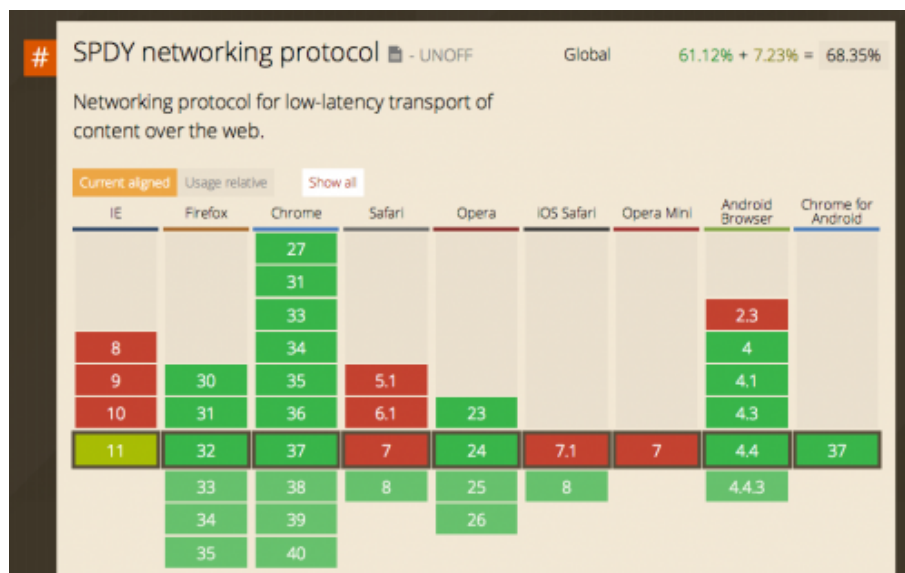 # SPDY networking protocol - UNOFF Global 61.12% + 7.23% = 68.35%
Networking protocol for low-latency transport of
content over the web.
Current aligned Usage relative Show all
IE Firefox Chrome Safari Opera iOS Safari Opera Mini Android Browser Chrome for Android
27
31
33 2.3
8 34 4
9 30 35 5.1 4.1
10 31 36 6.1 23 4.3
11 32 37 7 24 7.1 7 4.4 37
33 38 8 25 8 4.4.3
34 39 26
35 40